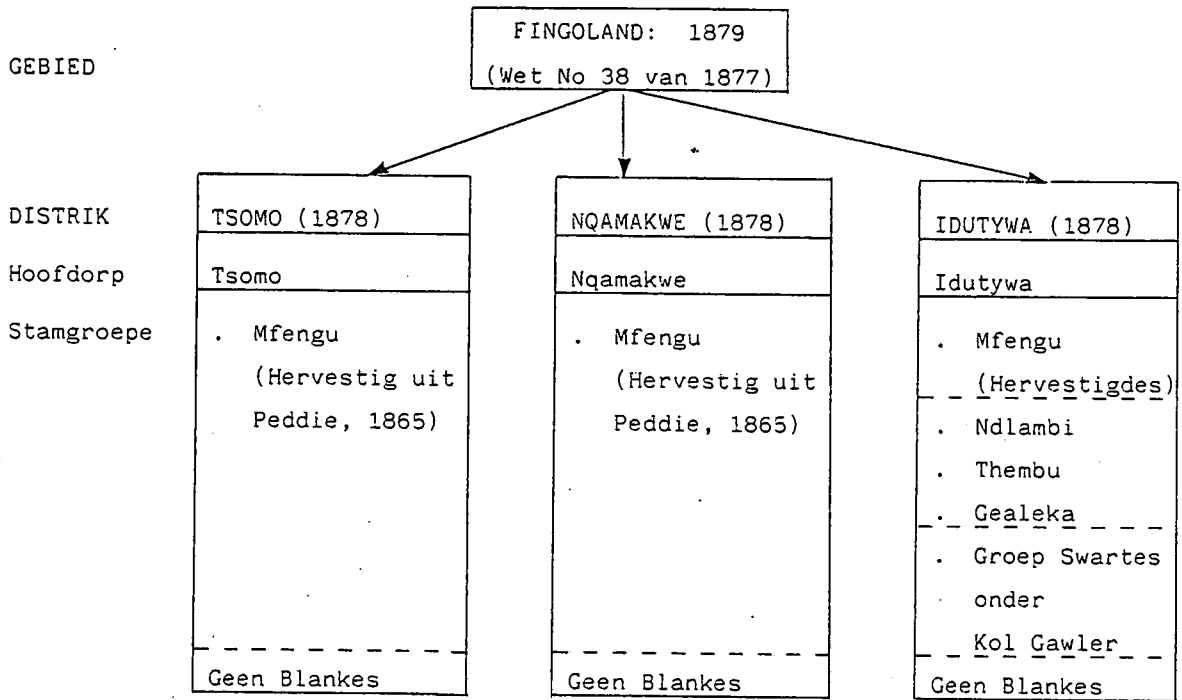 FINGOLAND: 1879
GEBIED
(Wet No 38 van 1877)
DISTRIK
TSOMO (1878)
NQAMAKWE (1878)
IDUTYWA (1878)
Hoofdorp
Tsomo
Nqamakwe
Idutywa
Stamgroepe
. Mfengu
(Hervestig uit
Peddie, 1865)
Geen Blankes
. Mfengu
(Hervestig uit
Peddie, 1865)
Geen Blankes
. Mfengu
(Hervestigdes)
. Ndlambi
. Thembu
. Gealeka
. Groep Swartes
onder
Kol Gawler
Geen Blankes